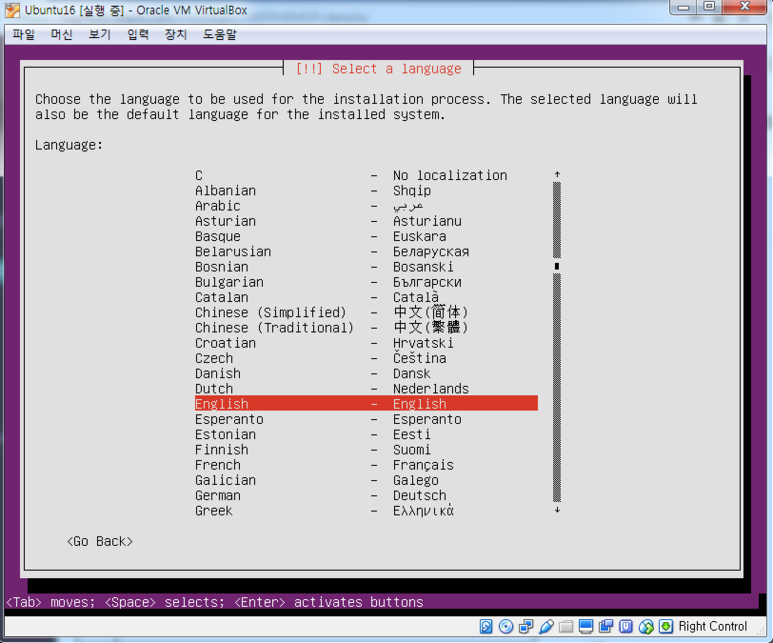 Ubuntu16 [실행 중] - Oracle VM VirtualBox
파일 머신 보기 입력 장치 도움말
[!!] Select a language
Choose the language to be used for the installation process. The selected language will
also be the default language for the installed system.
Language:
C - No localization
Albanian - Shqip
Arabic - عربي
Asturian - Asturianu
Basque - Euskara
Belarusian - Беларуская
Bosnian - Bosanski
Bulgarian - Български
Catalan - Català
Chinese (Simplified) - 中文(简体)
Chinese (Traditional) - 中文(繁體)
Croatian - Hrvatski
Czech - Čeština
Danish - Dansk
Dutch - Nederlands
English - English
Esperanto - Esperanto
Estonian - Eesti
Finnish - Suomi
French - Français
Galician - Galego
German - Deutsch
Greek - Ελληνικά
<Go Back>
<Tab> moves; <Space> selects; <Enter> activates buttons
Right Control